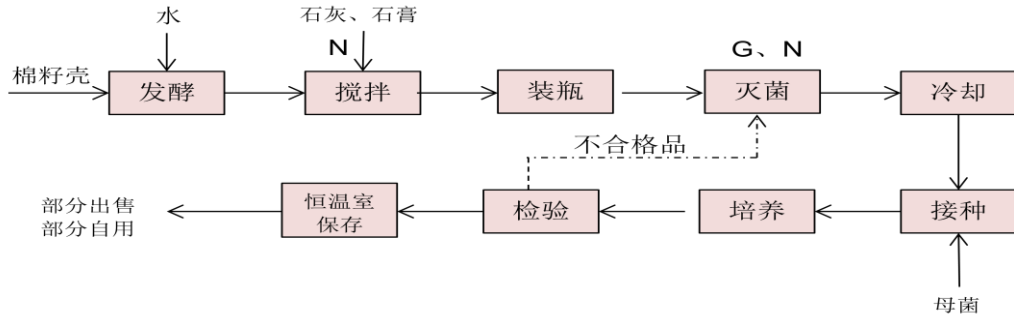 水
石灰、石膏
N
G、N
棉籽壳
发酵
搅拌
装瓶
灭菌
冷却
不合格品
部分出售
部分自用
恒温室
保存
检验
培养
接种
母菌